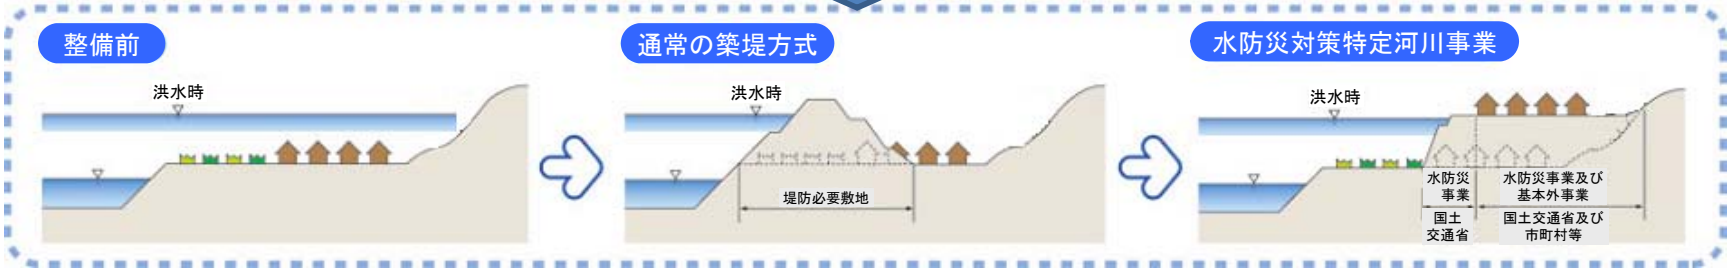 整備前
洪水時
通常の築堤方式
洪水時
堤防必要敷地
水防災対策特定河川事業
洪水時
水防災
事業
国土
交通省
水防災事業及び
基本外事業
国土交通省及び
市町村等